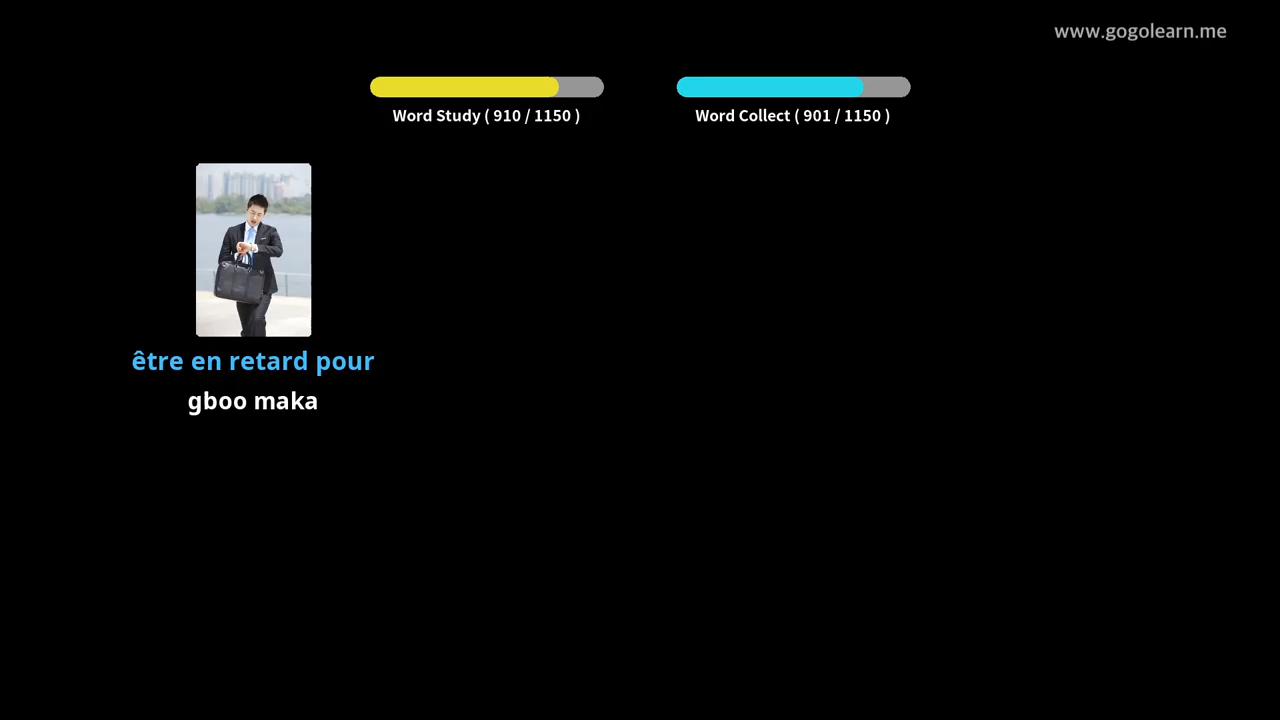 www.gogolearn.me
Word Study ( 910 / 1150 )
Word Collect ( 901 / 1150 )
être en retard pour
gboo maka